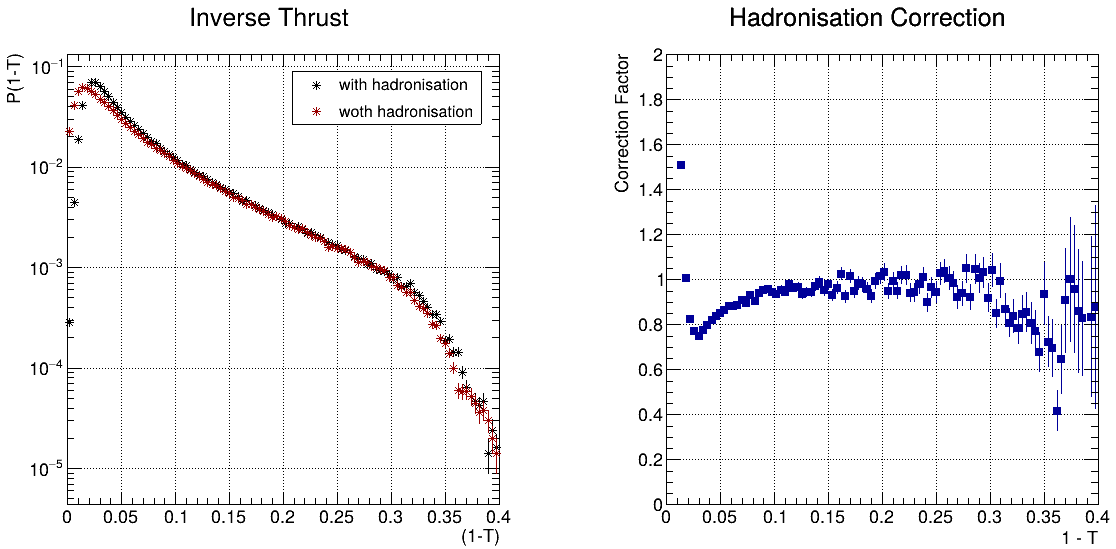 Inverse Thrust
P(1-T)
10⁻¹
10⁻²
10⁻³
10⁻⁴
10⁻⁵
with hadronisation
woth hadronisation
0 0.05 0.1 0.15 0.2 0.25 0.3 0.35 0.4
(1-T)
Hadronisation Correction
Correction Factor
2
1.8
1.6
1.4
1.2
1
0.8
0.6
0.4
0.2
0
0 0.05 0.1 0.15 0.2 0.25 0.3 0.35 0.4
1 - T